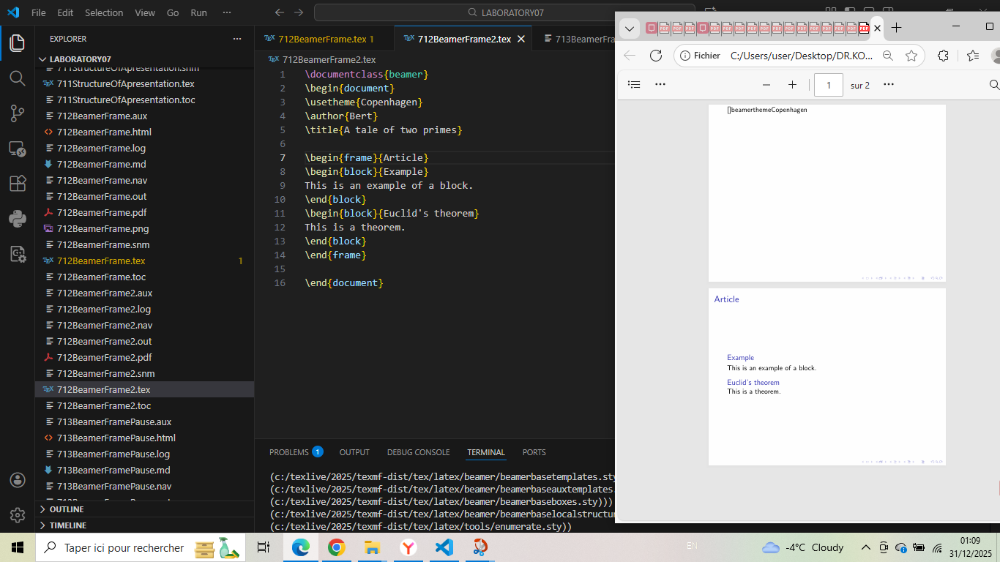 File Edit Selection View Go Run ···
LABORATORY07
EXPLORER
LABORATORY07
711StructureOfApresentation.snm
711StructureOfApresentation.tex
711StructureOfApresentation.toc
712BeamerFrame.aux
712BeamerFrame.html
712BeamerFrame.log
712BeamerFrame.md
712BeamerFrame.nav
712BeamerFrame.out
712BeamerFrame.pdf
712BeamerFrame.png
712BeamerFrame.snm
712BeamerFrame.tex 1
712BeamerFrame.toc
712BeamerFrame2.aux
712BeamerFrame2.log
712BeamerFrame2.nav
712BeamerFrame2.out
712BeamerFrame2.pdf
712BeamerFrame2.snm
712BeamerFrame2.tex
712BeamerFrame2.toc
713BeamerFramePause.aux
713BeamerFramePause.html
713BeamerFramePause.log
713BeamerFramePause.md
713BeamerFramePause.nav
OUTLINE
TIMELINE
712BeamerFrame.tex 1 712BeamerFrame2.tex 713BeamerFra
712BeamerFrame2.tex
1 \documentclass{beamer}
2 \begin{document}
3 \usetheme{Copenhagen}
4 \author{Bert}
5 \title{A tale of two primes}
6
7 \begin{frame}{Article}
8 \begin{block}{Example}
9 This is an example of a block.
10 \end{block}
11 \begin{block}{Euclid's theorem}
12 This is a theorem.
13 \end{block}
14 \end{frame}
15
16 \end{document}
PROBLEMS 1 OUTPUT DEBUG CONSOLE TERMINAL PORTS
(c:/texlive/2025/texmf-dist/tex/latex/beamer/beamerbasetemplates.sty
(c:/texlive/2025/texmf-dist/tex/latex/beamer/beamerbaseauxtemplates.
(c:/texlive/2025/texmf-dist/tex/latex/beamer/beamerbaseboxes.sty)))
(c:/texlive/2025/texmf-dist/tex/latex/beamer/beamerbaselocalstructur
(c:/texlive/2025/texmf-dist/tex/latex/tools/enumerate.sty))
Fichier C:/Users/user/Desktop/DR.KO...
1 sur 2
[]beamerthemeCopenhagen
Article
Example
This is an example of a block.
Euclid's theorem
This is a theorem.
Taper ici pour rechercher
EN
-4°C Cloudy
01:09
31/12/2025